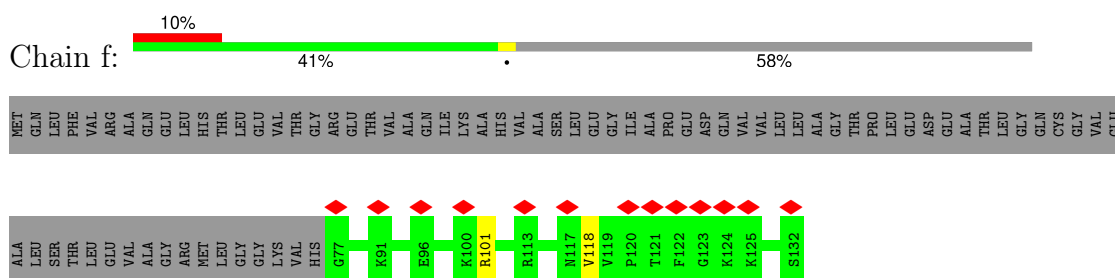 10%
Chain f:
41% • 58%
MET GLN LEU PHE VAL ARG ALA GLN GLU LEU HIS THR LEU GLU VAL THR GLY ARG GLU THR VAL ALA GLN ILE LYS ALA HIS VAL ALA SER LEU GLU GLY ILE ALA PRO GLU ASP GLN VAL VAL LEU LEU ALA GLY THR PRO LEU GLU ASP GLU ALA THR LEU GLY GLN CYS GLY VAL GLU
ALA LEU SER THR LEU GLU VAL ALA GLY ARG MET LEU GLY GLY LYS VAL HIS G77 K91 E96 K100 R101 R113 N117 V118 V119 P120 T121 F122 G123 K124 K125 S132